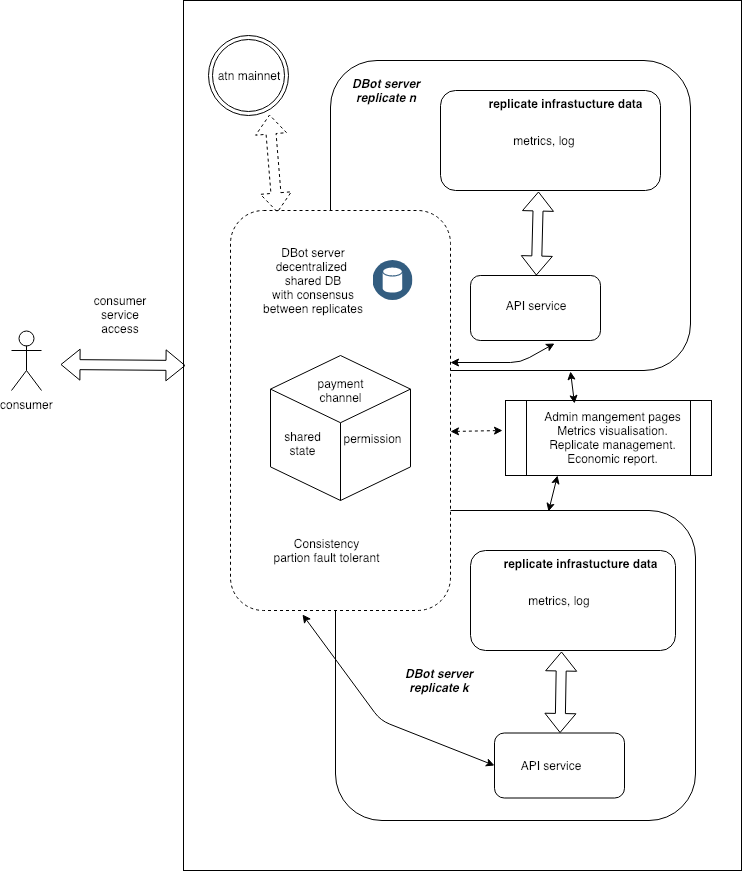 atn mainnet
DBot server
replicate n
replicate infrastucture data
metrics, log
API service
DBot server
decentralized
shared DB
with consensus
between replicates
consumer
service
access
consumer
payment
channel
shared
state
permission
Admin mangement pages
Metrics visualisation.
Replicate management.
Economic report.
Consistency
partion fault tolerant
replicate infrastucture data
metrics, log
DBot server
replicate k
API service